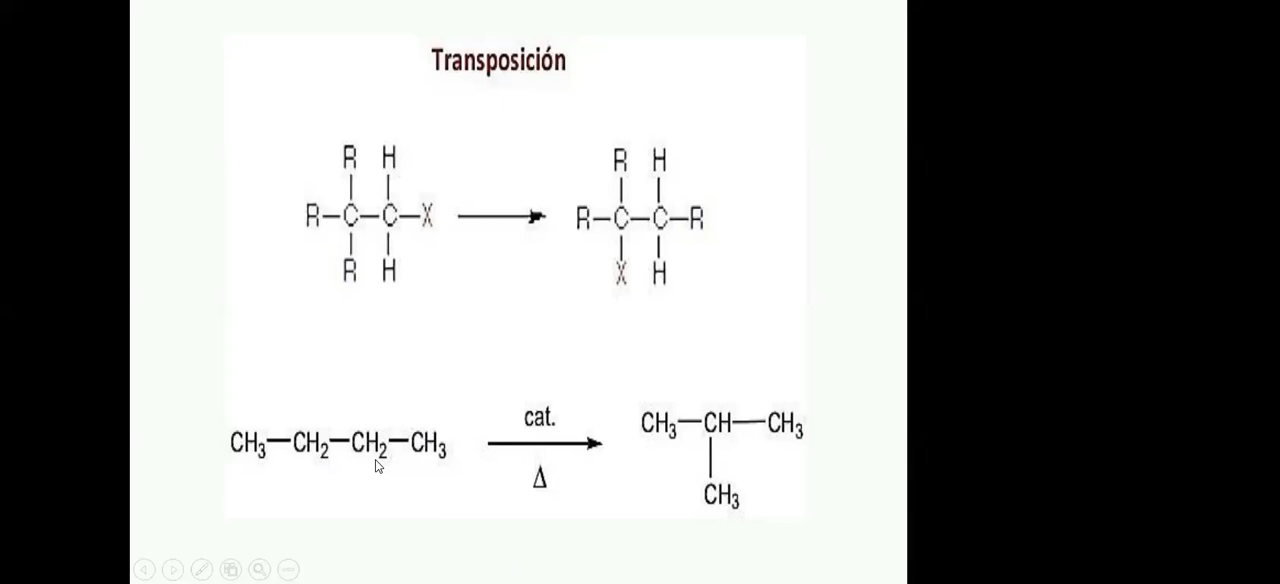 Transposición
R H R H
R—C—C—X R—C—C—R
R H X H
cat.
CH3—CH—CH3
CH3—CH2—CH2—CH3
Δ
CH3